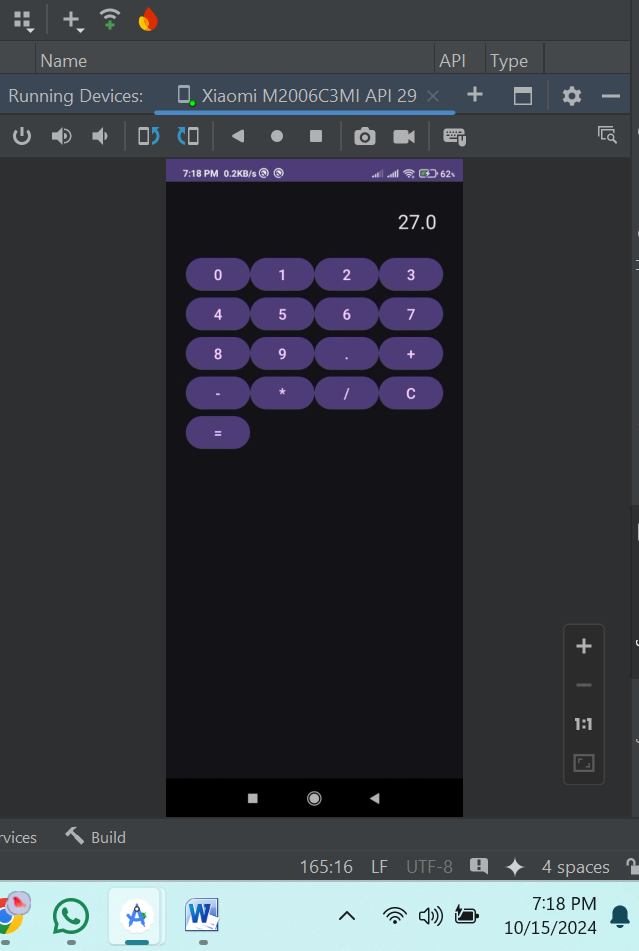 Name API Type
Running Devices: Xiaomi M2006C3MI API 29
7:18 PM 0.2KB/s 62%
27.0
0 1 2 3
4 5 6 7
8 9 . +
- * / C
=
1:1
rvices Build
165:16 LF UTF-8 4 spaces
W
7:18 PM
10/15/2024